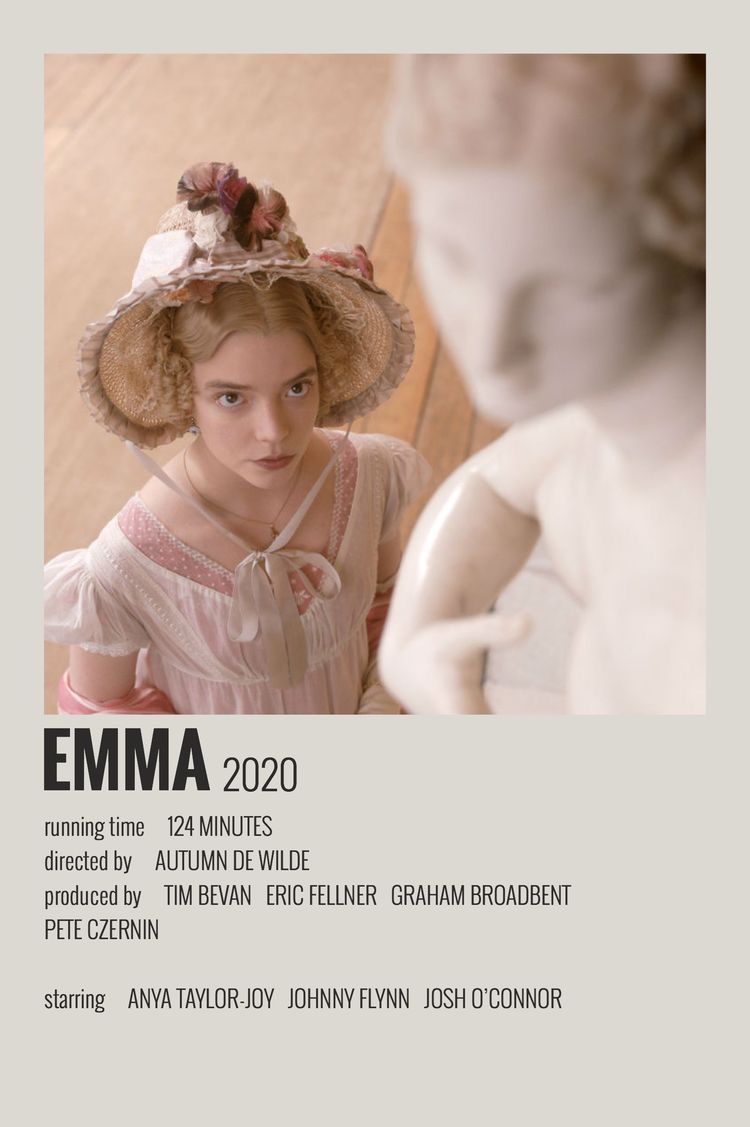 EMMA 2020
running time 124 MINUTES
directed by AUTUMN DE WILDE
produced by TIM BEVAN ERIC FELLNER GRAHAM BROADBENT
PETE CZERNIN
starring ANYA TAYLOR-JOY JOHNNY FLYNN JOSH O'CONNOR